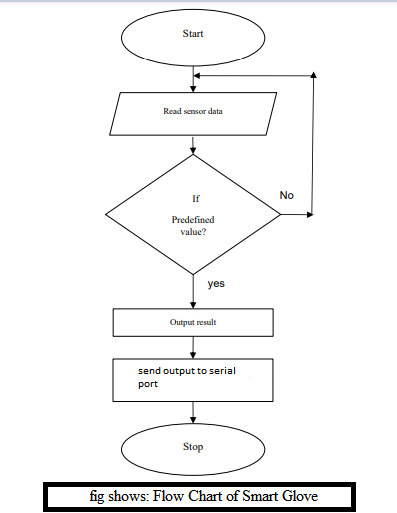 Start
Read sensor data
If
Predefined
value?
No
yes
Output result
send output to serial
port
Stop
fig shows: Flow Chart of Smart Glove